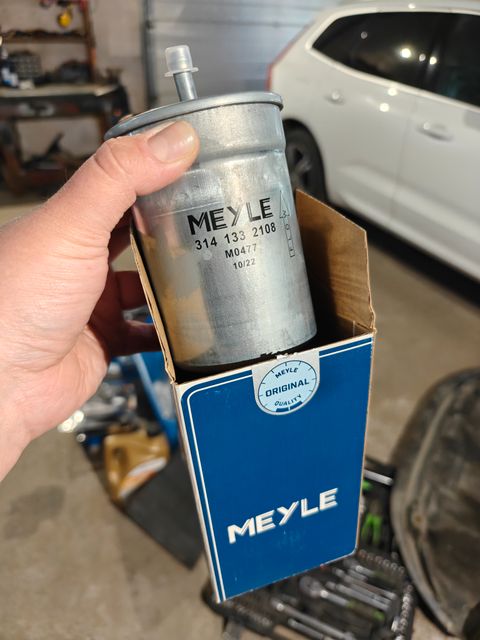 MEYLE
314 133 2108
M0477
10/22
MEYLE
ORIGINAL
QUALITY
MEYLE